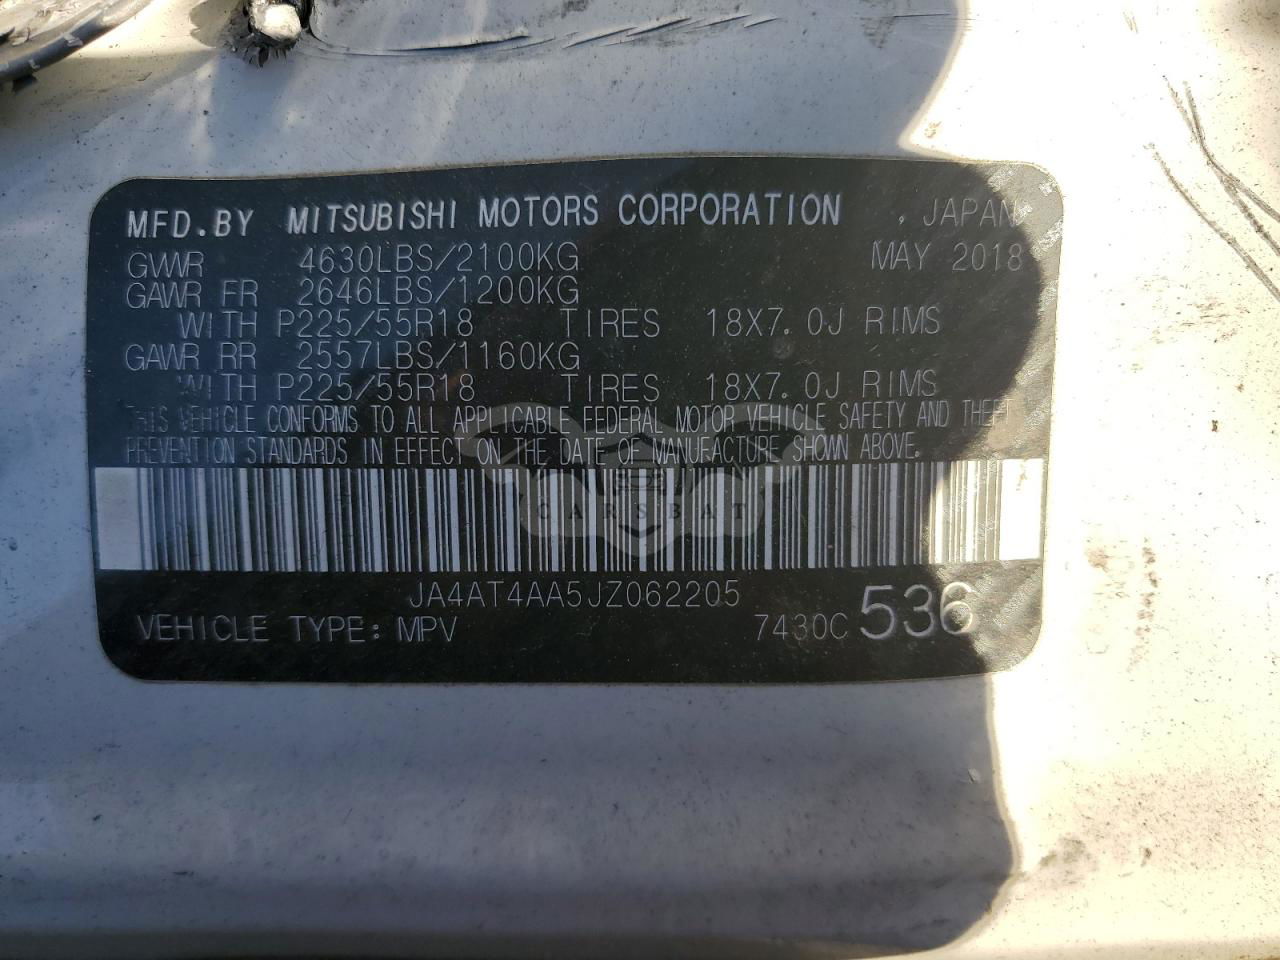 MFD.BY MITSUBISHI MOTORS CORPORATION , JAPAN
GVWR 4630LBS/2100KG MAY 2018
GAWR FR 2646LBS/1200KG
WITH P225/55R18 TIRES 18X7.0J RIMS
GAWR RR 2557LBS/1160KG
WITH P225/55R18 TIRES 18X7.0J RIMS
THIS VEHICLE CONFORMS TO ALL APPLICABLE FEDERAL MOTOR VEHICLE SAFETY AND THEFT
PREVENTION STANDARDS IN EFFECT ON THE DATE OF MANUFACTURE SHOWN ABOVE.
CARSBAT
JA4AT4AA5JZ062205
VEHICLE TYPE: MPV 7430C 536